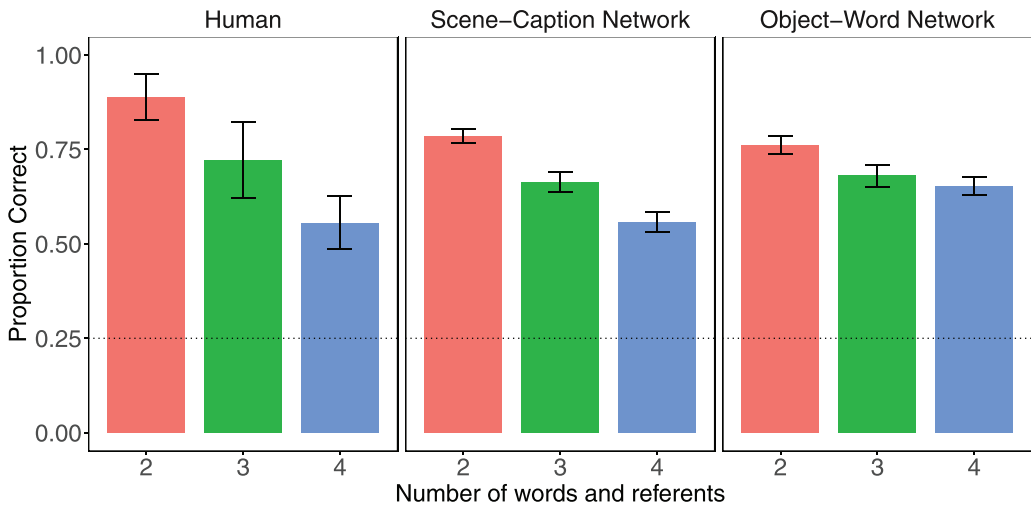 Human
Scene−Caption Network
Object−Word Network
Proportion Correct
1.00
0.75
0.50
0.25
0.00
2 3 4
2 3 4
2 3 4
Number of words and referents